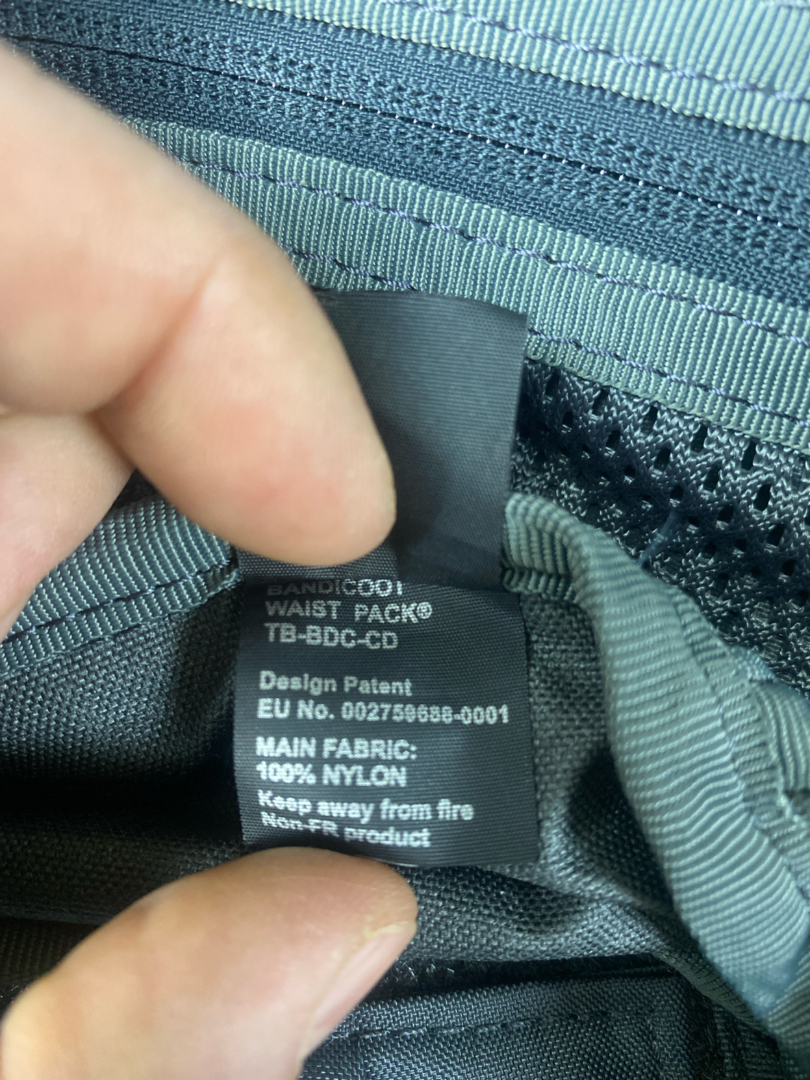 BANDICOOT
WAIST PACK®
TB-BDC-CD
Design Patent
EU No. 002759688-0001
MAIN FABRIC:
100% NYLON
Keep away from fire
Non-FR product